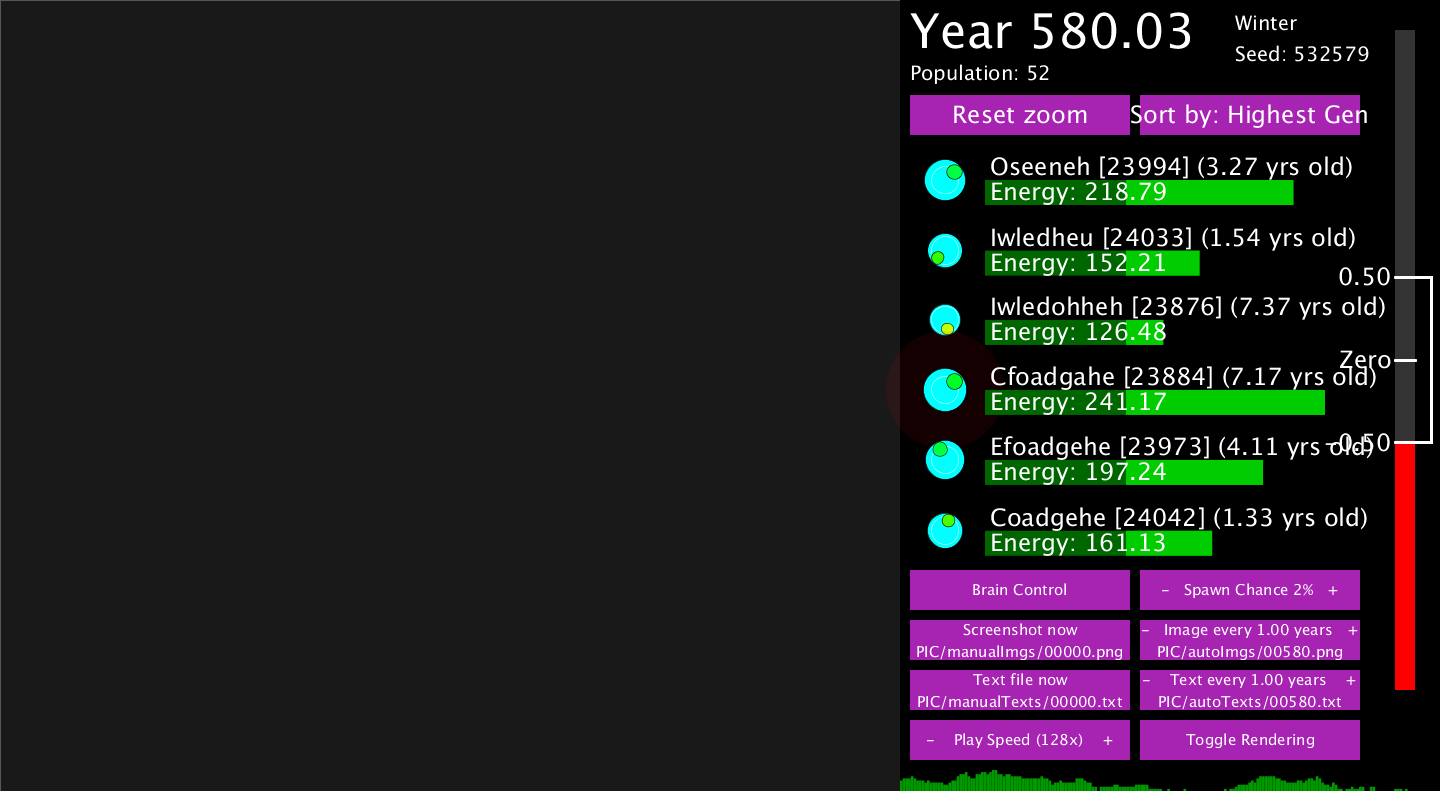 Year 580.03
Winter
Seed: 532579
Population: 52
Reset zoom
Sort by: Highest Gen
Oseeneh [23994] (3.27 yrs old)
Energy: 218.79
Iwledheu [24033] (1.54 yrs old)
Energy: 152.21
0.50
Iwledohheh [23876] (7.37 yrs old)
Energy: 126.48
Zero
Cfoadgahe [23884] (7.17 yrs old)
Energy: 241.17
-0.50
Efoadgehe [23973] (4.11 yrs old)
Energy: 197.24
Coadgehe [24042] (1.33 yrs old)
Energy: 161.13
Brain Control
- Spawn Chance 2% +
Screenshot now
PIC/manualImgs/00000.png
- Image every 1.00 years +
PIC/autoImgs/00580.png
Text file now
PIC/manualTexts/00000.txt
- Text every 1.00 years +
PIC/autoTexts/00580.txt
- Play Speed (128x) +
Toggle Rendering